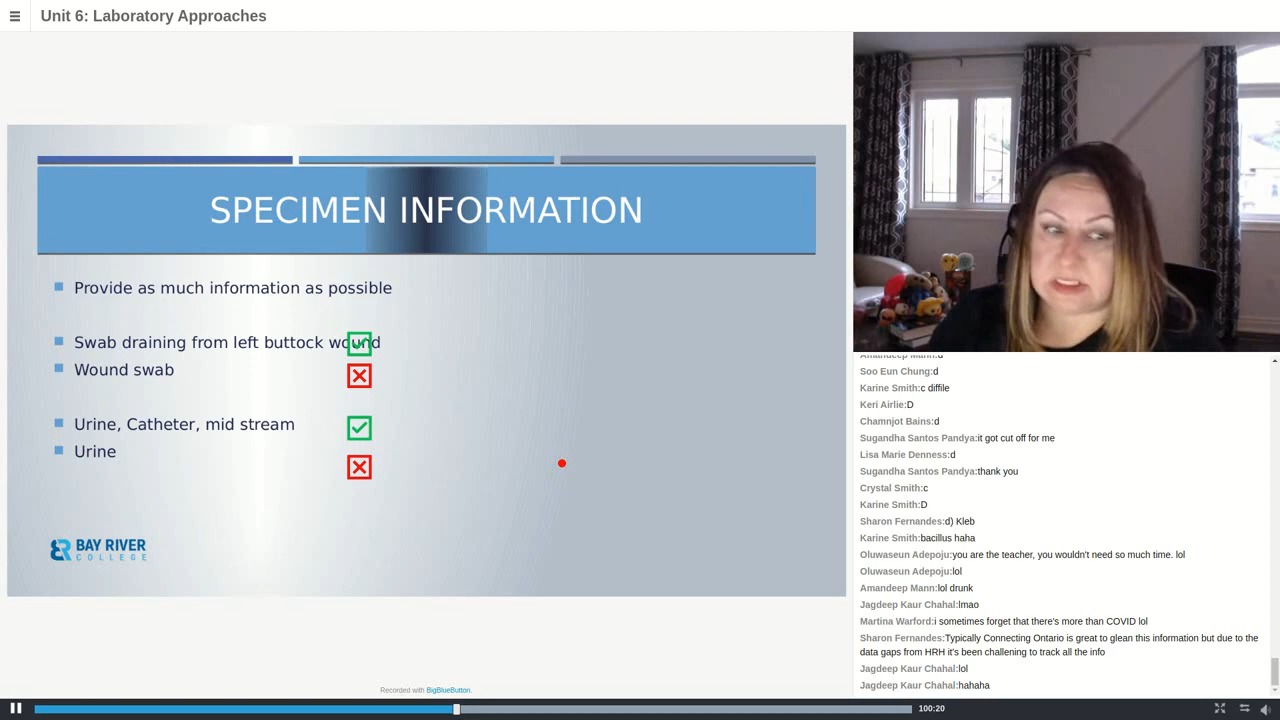 Unit 6: Laboratory Approaches
SPECIMEN INFORMATION
Provide as much information as possible
Swab draining from left buttock wound
Wound swab
Urine, Catheter, mid stream
Urine
BAY RIVER
COLLEGE
Recorded with BigBlueButton.
Amandeep Mann:d
Soo Eun Chung:d
Karine Smith:c diffile
Keri Airlie:D
Chamnjot Bains:d
Sugandha Santos Pandya:it got cut off for me
Lisa Marie Denness:d
Sugandha Santos Pandya:thank you
Crystal Smith:c
Karine Smith:D
Sharon Fernandes:d) Kleb
Karine Smith:bacillus haha
Oluwaseun Adepoju:you are the teacher, you wouldn't need so much time. lol
Oluwaseun Adepoju:lol
Amandeep Mann:lol drunk
Jagdeep Kaur Chahal:lmao
Martina Warford:i sometimes forget that there's more than COVID lol
Sharon Fernandes:Typically Connecting Ontario is great to glean this information but due to the
data gaps from HRH it's been challening to track all the info
Jagdeep Kaur Chahal:lol
Jagdeep Kaur Chahal:hahaha
100:20